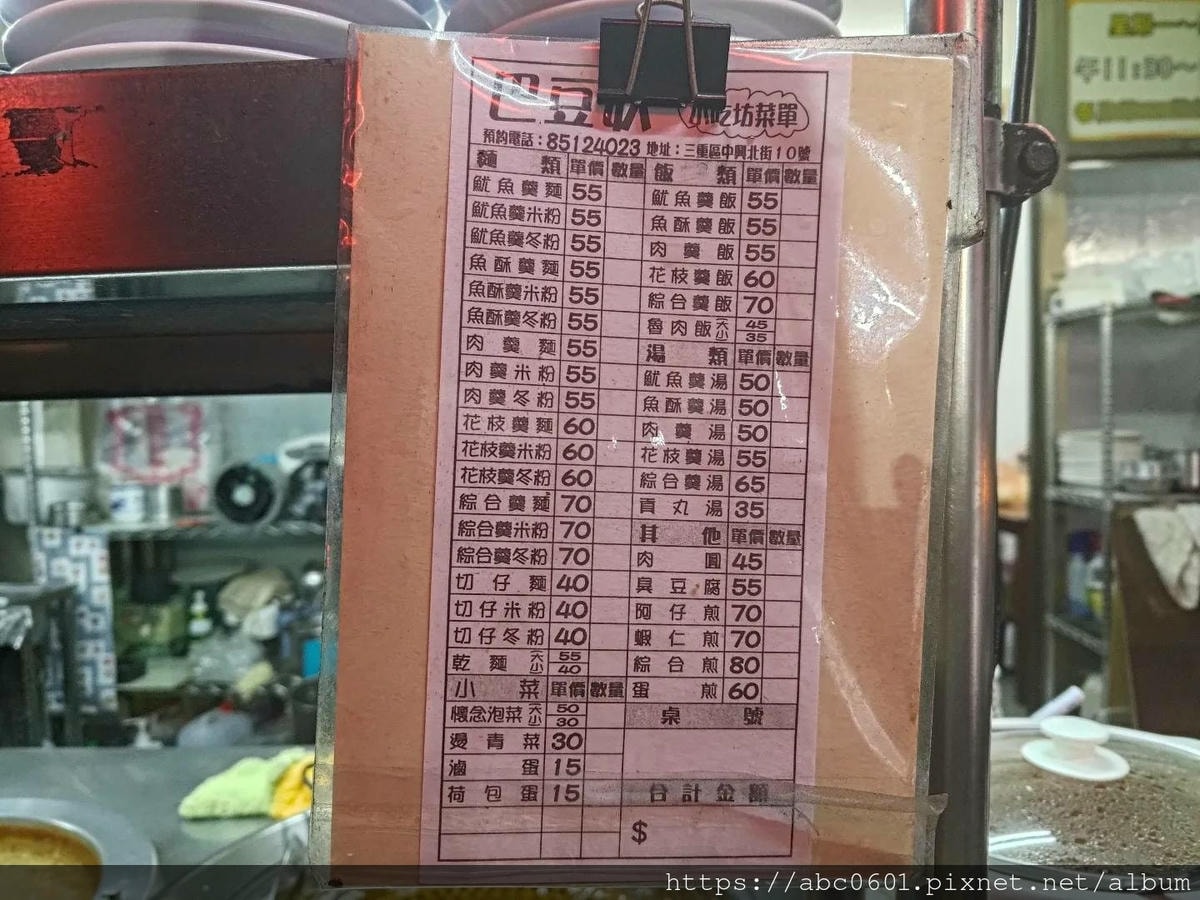 巴豆
小吃坊菜單
預約電話：85124023 地址：三重區中興北街10號
麵類 單價 數量
魷魚羹麵 55
魷魚羹米粉 55
魷魚羹冬粉 55
魚酥羹麵 55
魚酥羹米粉 55
魚酥羹冬粉 55
肉羹麵 55
肉羹米粉 55
肉羹冬粉 55
花枝羹麵 60
花枝羹米粉 60
花枝羹冬粉 60
綜合羹麵 70
綜合羹米粉 70
綜合羹冬粉 70
切仔麵 40
切仔米粉 40
切仔冬粉 40
乾麵 大 55 小 40
小菜 單價 數量
懷念泡菜 大 50 小 30
燙青菜 30
滷蛋 15
荷包蛋 15
飯類 單價 數量
魷魚羹飯 55
魚酥羹飯 55
肉羹飯 55
花枝羹飯 60
綜合羹飯 70
魯肉飯 大 45 小 35
湯類 單價 數量
魷魚羹湯 50
魚酥羹湯 50
肉羹湯 50
花枝羹湯 55
綜合羹湯 65
貢丸湯 35
其他 單價 數量
肉圓 45
臭豆腐 55
阿仔煎 70
蝦仁煎 70
綜合煎 80
蛋煎 60
桌號
合計金額
$
午11:30~
https://abc0601.pixnet.net/album